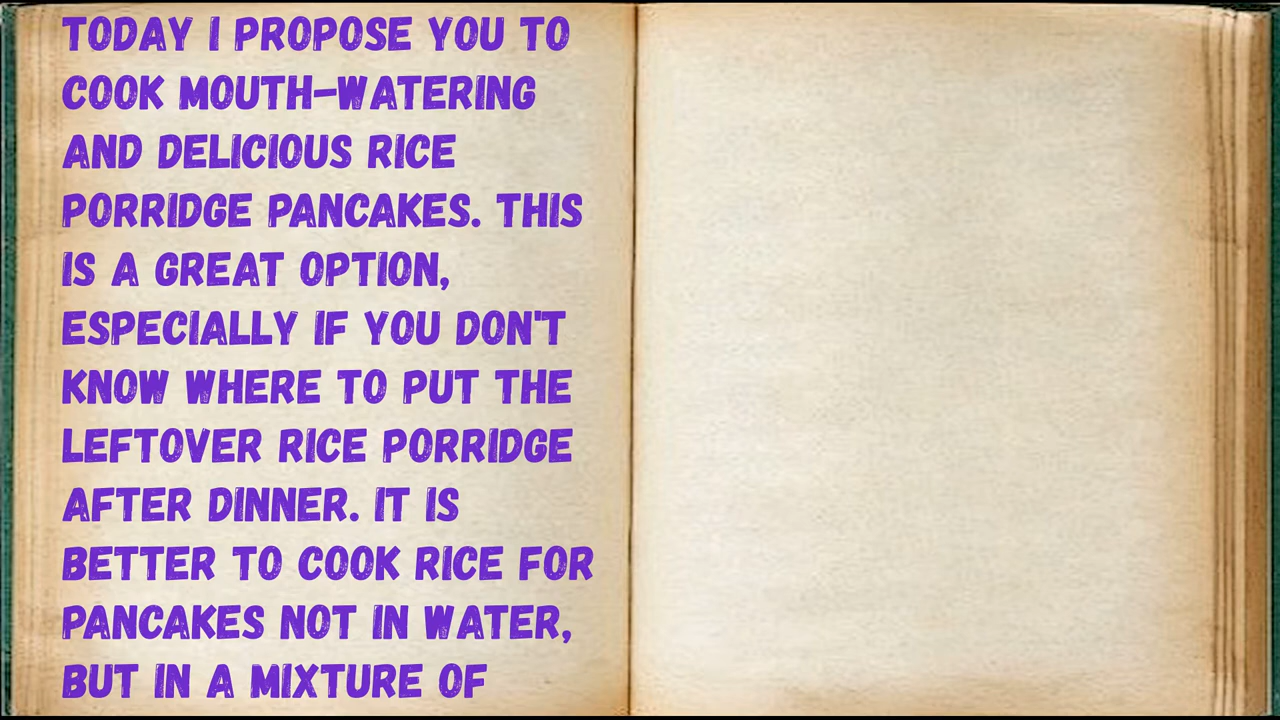 TODAY I PROPOSE YOU TO
COOK MOUTH-WATERING
AND DELICIOUS RICE
PORRIDGE PANCAKES. THIS
IS A GREAT OPTION,
ESPECIALLY IF YOU DON'T
KNOW WHERE TO PUT THE
LEFTOVER RICE PORRIDGE
AFTER DINNER. IT IS
BETTER TO COOK RICE FOR
PANCAKES NOT IN WATER,
BUT IN A MIXTURE OF